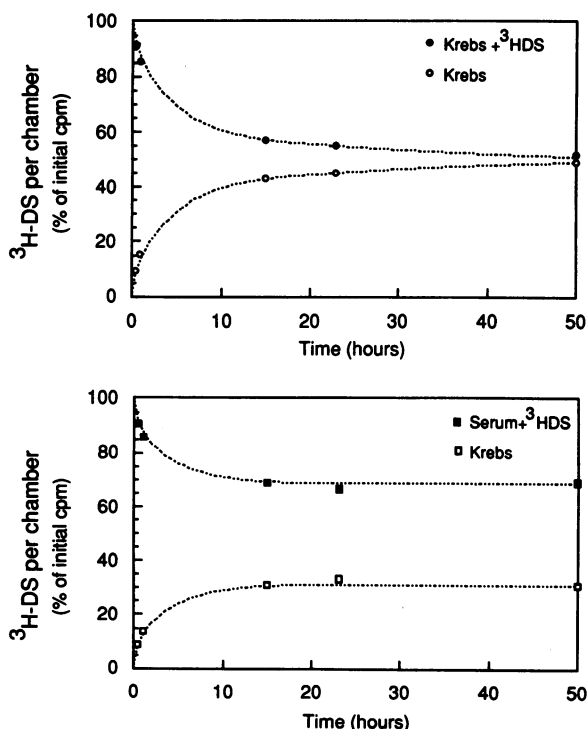 ³H-DS per chamber
(% of initial cpm)
100
80
60
40
20
0
Krebs + ³HDS
Krebs
0 10 20 30 40 50
Time (hours)
³H-DS per chamber
(% of initial cpm)
100
80
60
40
20
0
Serum+³HDS
Krebs
0 10 20 30 40 50
Time (hours)